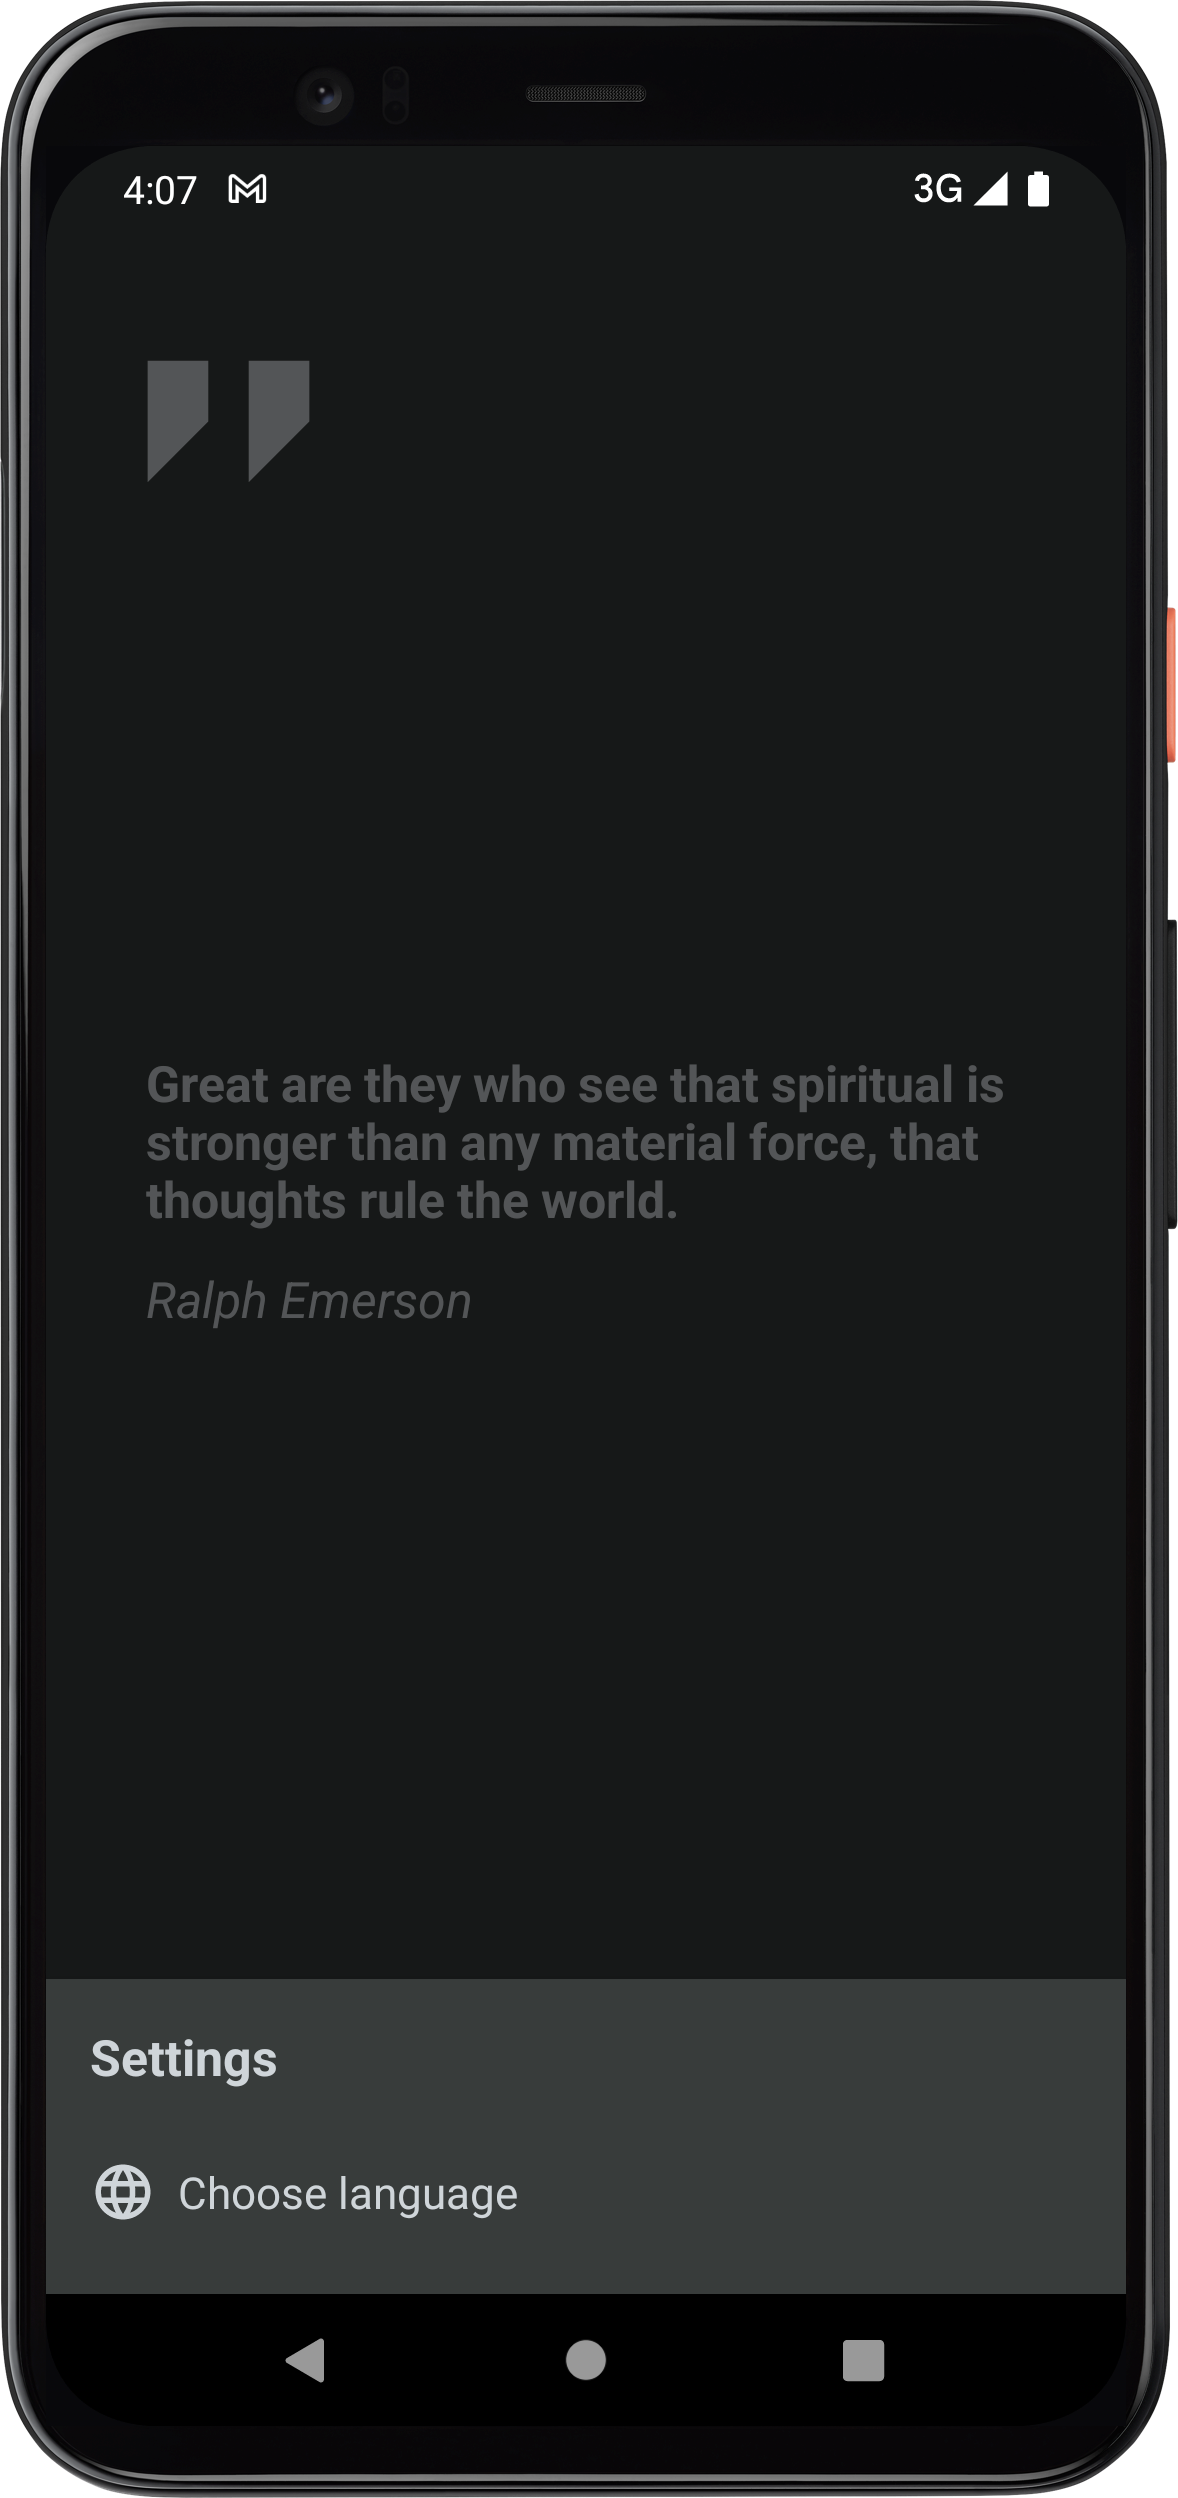 4:07 3G
Great are they who see that spiritual is
stronger than any material force, that
thoughts rule the world.
Ralph Emerson
Settings
Choose language